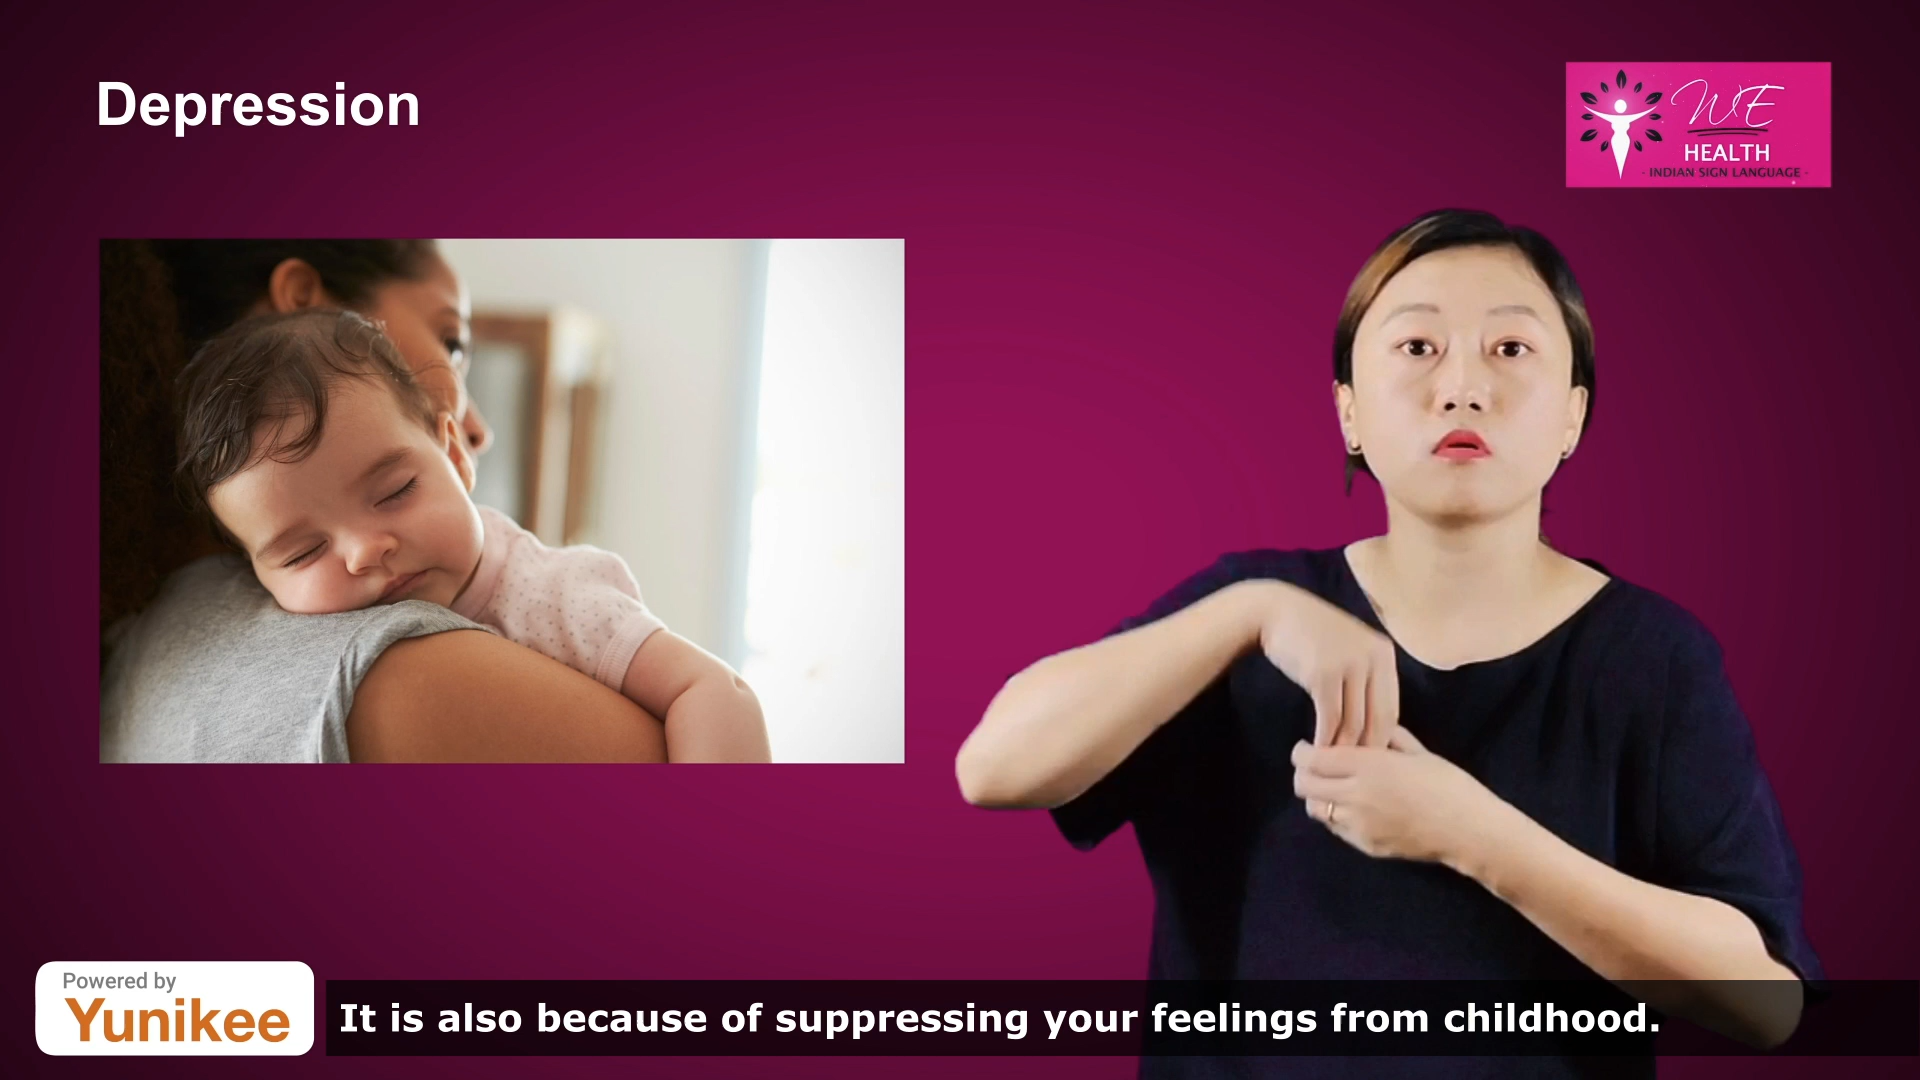 Depression
WE
HEALTH
- INDIAN SIGN LANGUAGE -
Powered by
Yunikee
It is also because of suppressing your feelings from childhood.